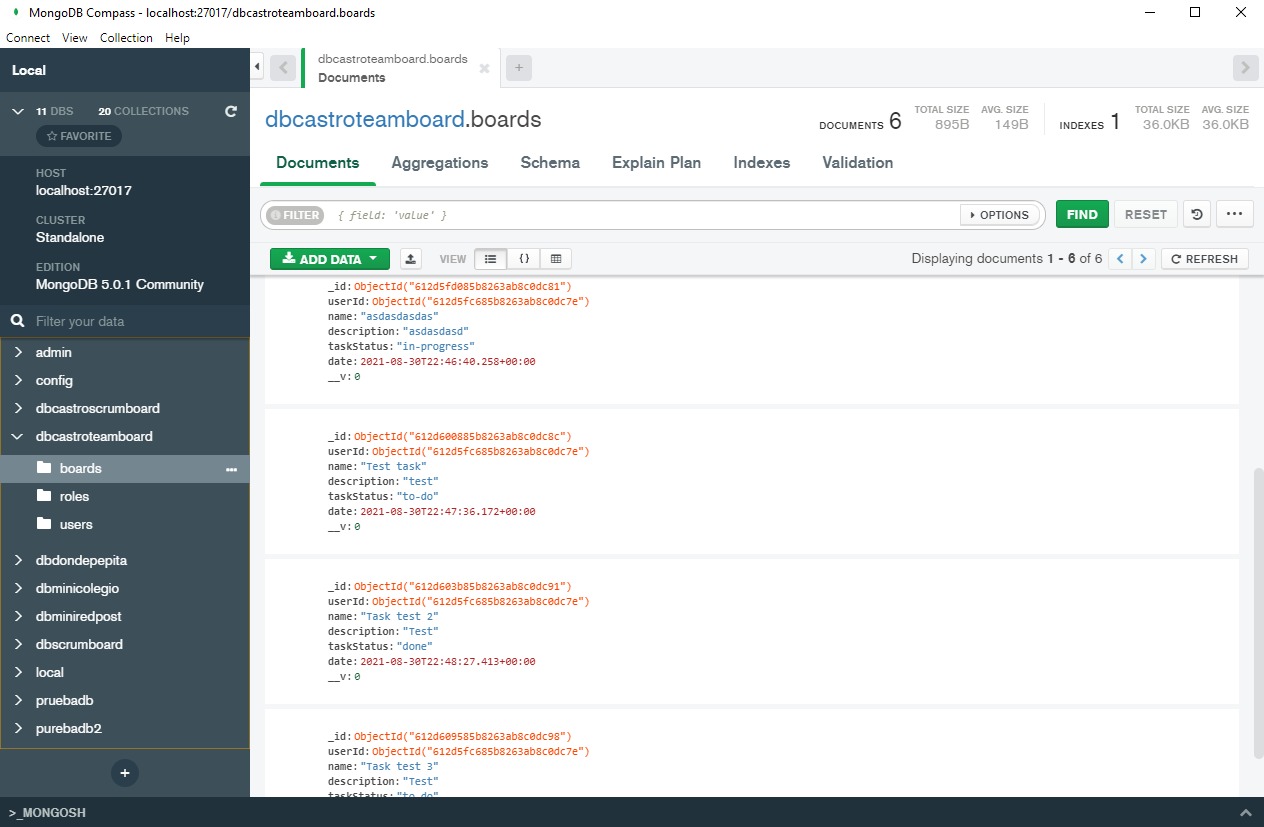 MongoDB Compass - localhost:27017/dbcastroteamboard.boards
Connect View Collection Help
Local
11 DBS 20 COLLECTIONS
FAVORITE
HOST
localhost:27017
CLUSTER
Standalone
EDITION
MongoDB 5.0.1 Community
Filter your data
admin
config
dbcastroscrumboard
dbcastroteamboard
boards
roles
users
dbdondepepita
dbminicolegio
dbminiredpost
dbscrumboard
local
pruebadb
purebadb2
dbcastroteamboard.boards
Documents
dbcastroteamboard.boards
DOCUMENTS 6
TOTAL SIZE
895B
AVG. SIZE
149B
INDEXES 1
TOTAL SIZE
36.0KB
AVG. SIZE
36.0KB
Documents Aggregations Schema Explain Plan Indexes Validation
FILTER { field: 'value' } OPTIONS FIND RESET
ADD DATA VIEW {} Displaying documents 1 - 6 of 6 REFRESH
_id: ObjectId("612d5fd085b8263ab8c0dc81")
userId: ObjectId("612d5fc685b8263ab8c0dc7e")
name: "asdasdasdas"
description: "asdasdasd"
taskStatus: "in-progress"
date: 2021-08-30T22:46:40.258+00:00
__v: 0
_id: ObjectId("612d600885b8263ab8c0dc8c")
userId: ObjectId("612d5fc685b8263ab8c0dc7e")
name: "Test task"
description: "test"
taskStatus: "to-do"
date: 2021-08-30T22:47:36.172+00:00
__v: 0
_id: ObjectId("612d603b85b8263ab8c0dc91")
userId: ObjectId("612d5fc685b8263ab8c0dc7e")
name: "Task test 2"
description: "Test"
taskStatus: "done"
date: 2021-08-30T22:48:27.413+00:00
__v: 0
_id: ObjectId("612d609585b8263ab8c0dc98")
userId: ObjectId("612d5fc685b8263ab8c0dc7e")
name: "Task test 3"
description: "Test"
taskStatus: "to-do"
>_MONGOSH